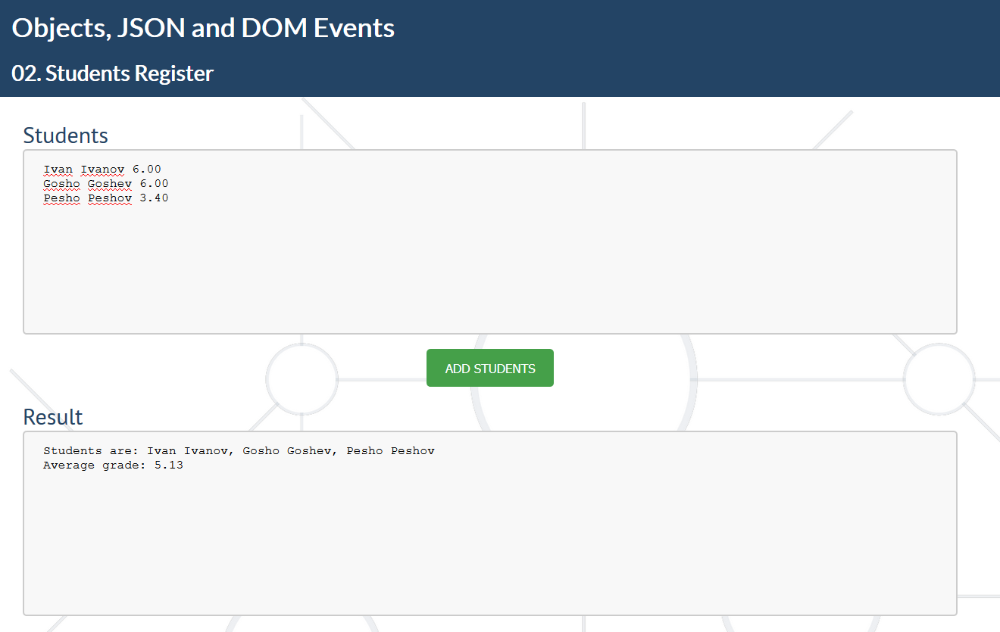 Objects, JSON and DOM Events
02. Students Register
Students
Ivan Ivanov 6.00
Gosho Goshev 6.00
Pesho Peshov 3.40
ADD STUDENTS
Result
Students are: Ivan Ivanov, Gosho Goshev, Pesho Peshov
Average grade: 5.13